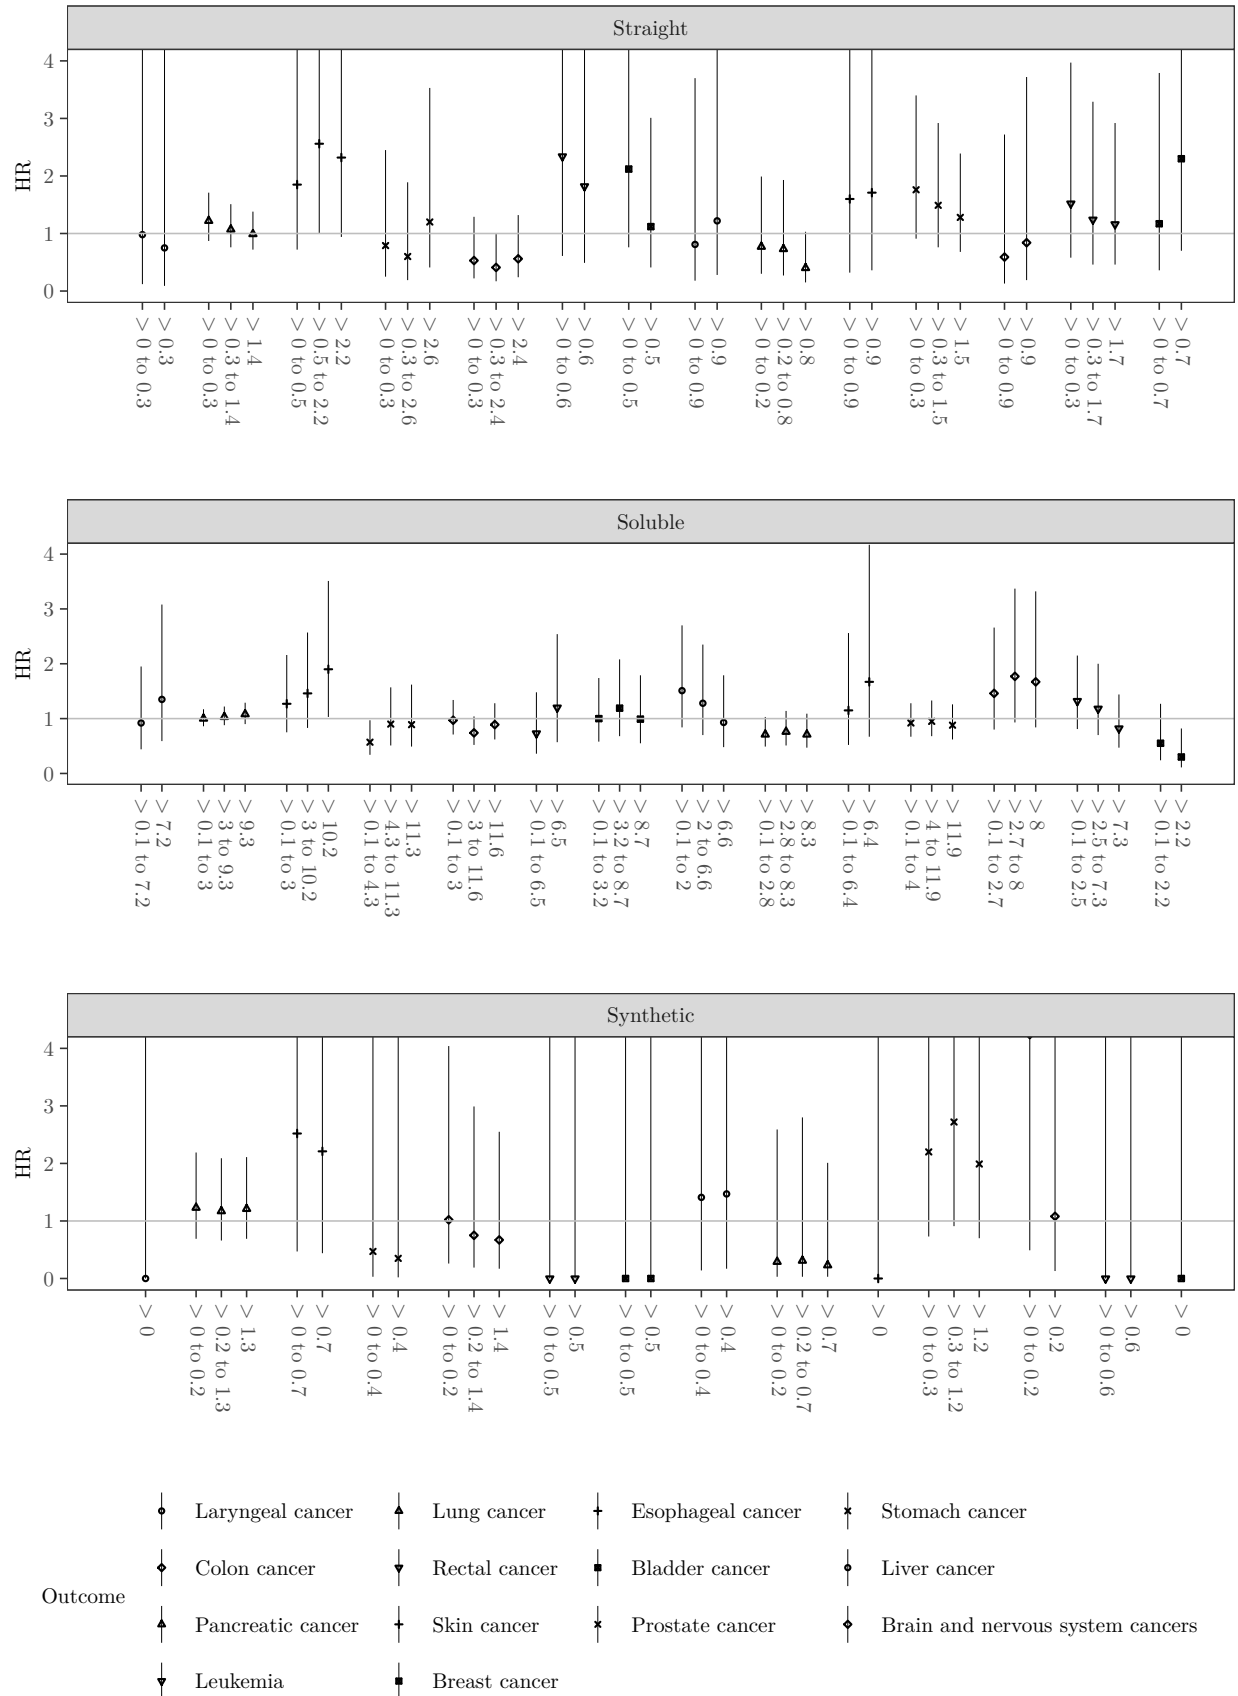 Straight
4
3
2
1
0
HR
> 0 to 0.3
> 0.3
> 0 to 0.3
> 0.3 to 1.4
> 1.4
> 0 to 0.5
> 0.5 to 2.2
> 2.2
> 0 to 0.3
> 0.3 to 2.6
> 2.6
> 0 to 0.3
> 0.3 to 2.4
> 2.4
> 0 to 0.6
> 0.6
> 0 to 0.5
> 0.5
> 0 to 0.9
> 0.9
> 0 to 0.2
> 0.2 to 0.8
> 0.8
> 0 to 0.9
> 0.9
> 0 to 0.3
> 0.3 to 1.5
> 1.5
> 0 to 0.9
> 0.9
> 0 to 0.3
> 0.3 to 1.7
> 1.7
> 0 to 0.7
> 0.7
Soluble
4
3
2
1
0
HR
> 0.1 to 7.2
> 7.2
> 0.1 to 3
> 3 to 9.3
> 9.3
> 0.1 to 3
> 3 to 10.2
> 10.2
> 0.1 to 4.3
> 4.3 to 11.3
> 11.3
> 0.1 to 3
> 3 to 11.6
> 11.6
> 0.1 to 6.5
> 6.5
> 0.1 to 3.2
> 3.2 to 8.7
> 8.7
> 0.1 to 2
> 2 to 6.6
> 6.6
> 0.1 to 2.8
> 2.8 to 8.3
> 8.3
> 0.1 to 6.4
> 6.4
> 0.1 to 4
> 4 to 11.9
> 11.9
> 0.1 to 2.7
> 2.7 to 8
> 8
> 0.1 to 2.5
> 2.5 to 7.3
> 7.3
> 0.1 to 2.2
> 2.2
Synthetic
4
3
2
1
0
HR
> 0
> 0 to 0.2
> 0.2 to 1.3
> 1.3
> 0 to 0.7
> 0.7
> 0 to 0.4
> 0.4
> 0 to 0.2
> 0.2 to 1.4
> 1.4
> 0 to 0.5
> 0.5
> 0 to 0.5
> 0.5
> 0 to 0.4
> 0.4
> 0 to 0.2
> 0.2 to 0.7
> 0.7
> 0
> 0 to 0.3
> 0.3 to 1.2
> 1.2
> 0 to 0.2
> 0.2
> 0 to 0.6
> 0.6
> 0
Outcome
Laryngeal cancer
Lung cancer
Esophageal cancer
Stomach cancer
Colon cancer
Rectal cancer
Bladder cancer
Liver cancer
Pancreatic cancer
Skin cancer
Prostate cancer
Brain and nervous system cancers
Leukemia
Breast cancer